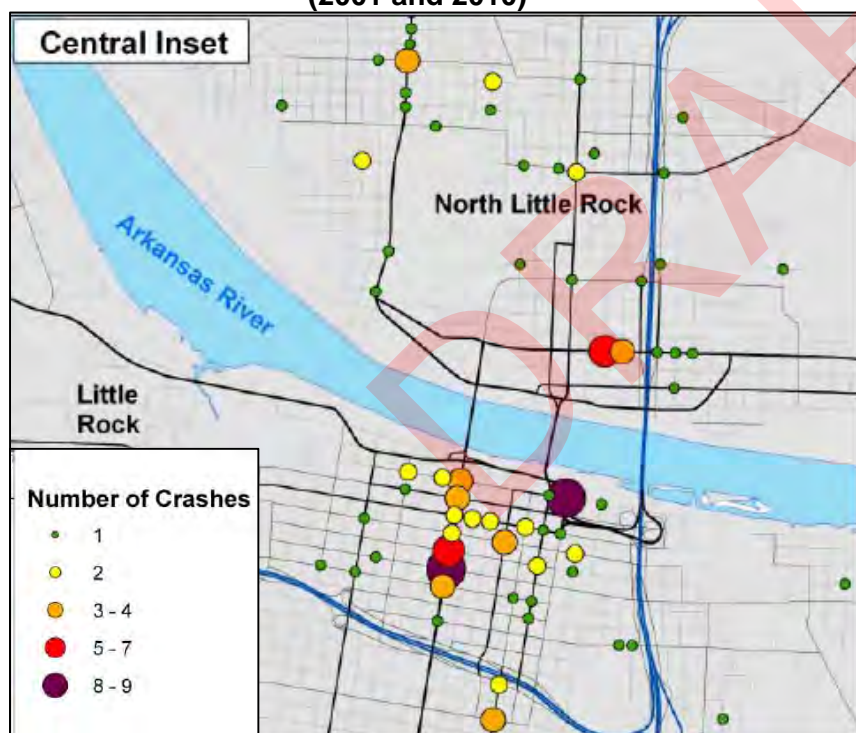 Central Inset
North Little Rock
Arkansas River
Little
Rock
Number of Crashes
1
2
3 - 4
5 - 7
8 - 9